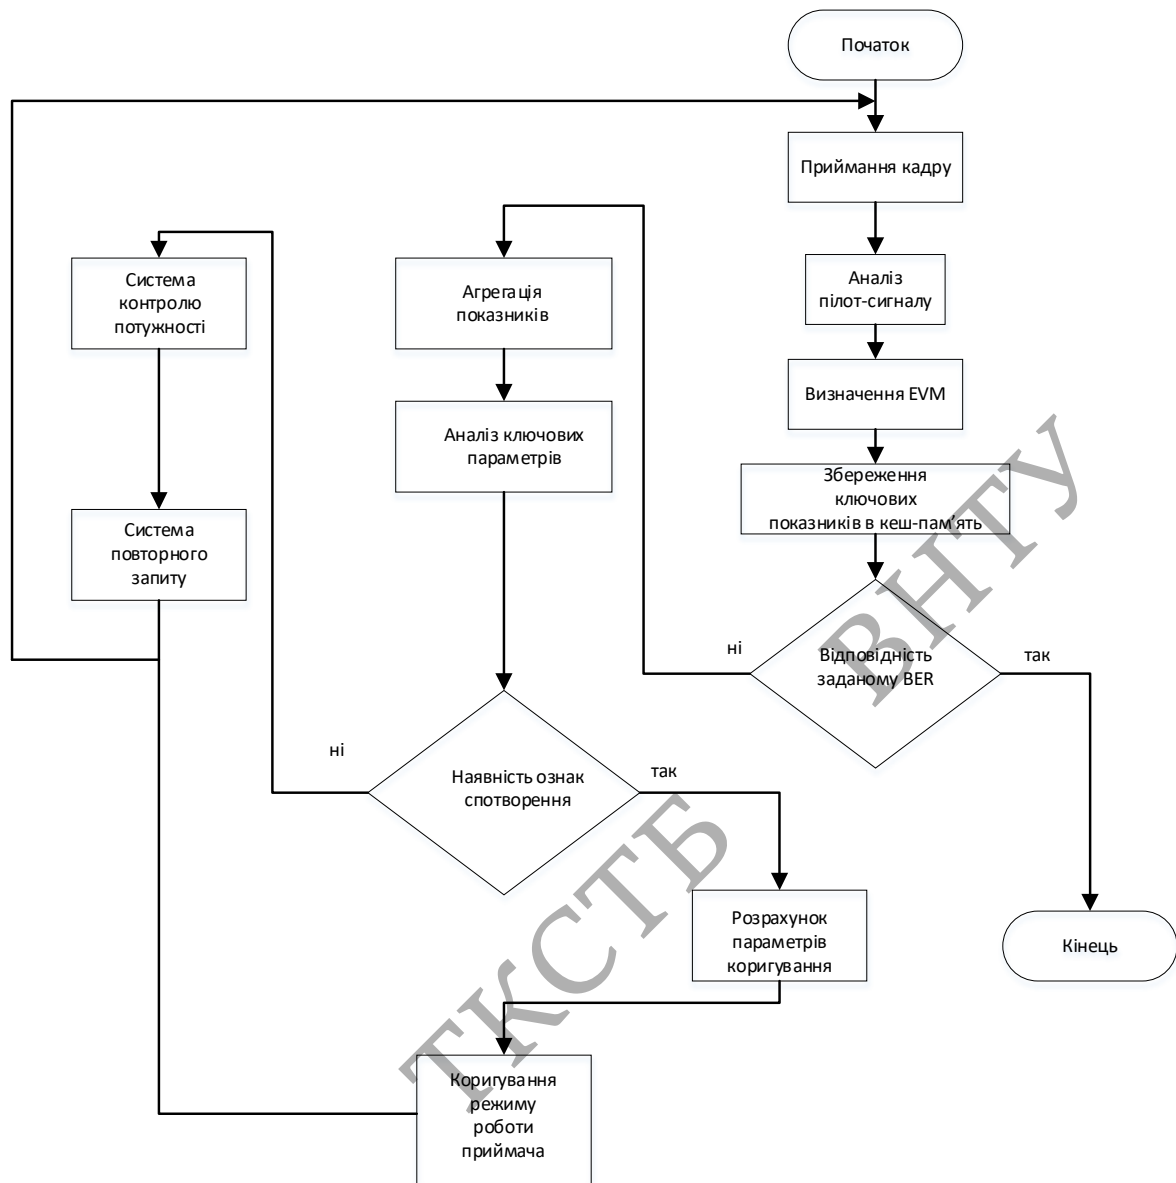 Початок
Приймання кадру
Аналіз
пілот-сигналу
Визначення EVM
Збереження
ключових
показників в кеш-пам'ять
Відповідність
заданому BER
ні
так
Кінець
Агрегація
показників
Аналіз ключових
параметрів
Наявність ознак
спотворення
ні
так
Система
контролю
потужності
Система
повторного
запиту
Розрахунок
параметрів
коригування
Коригування
режиму
роботи
приймача
ТКСТБ ВНТУ